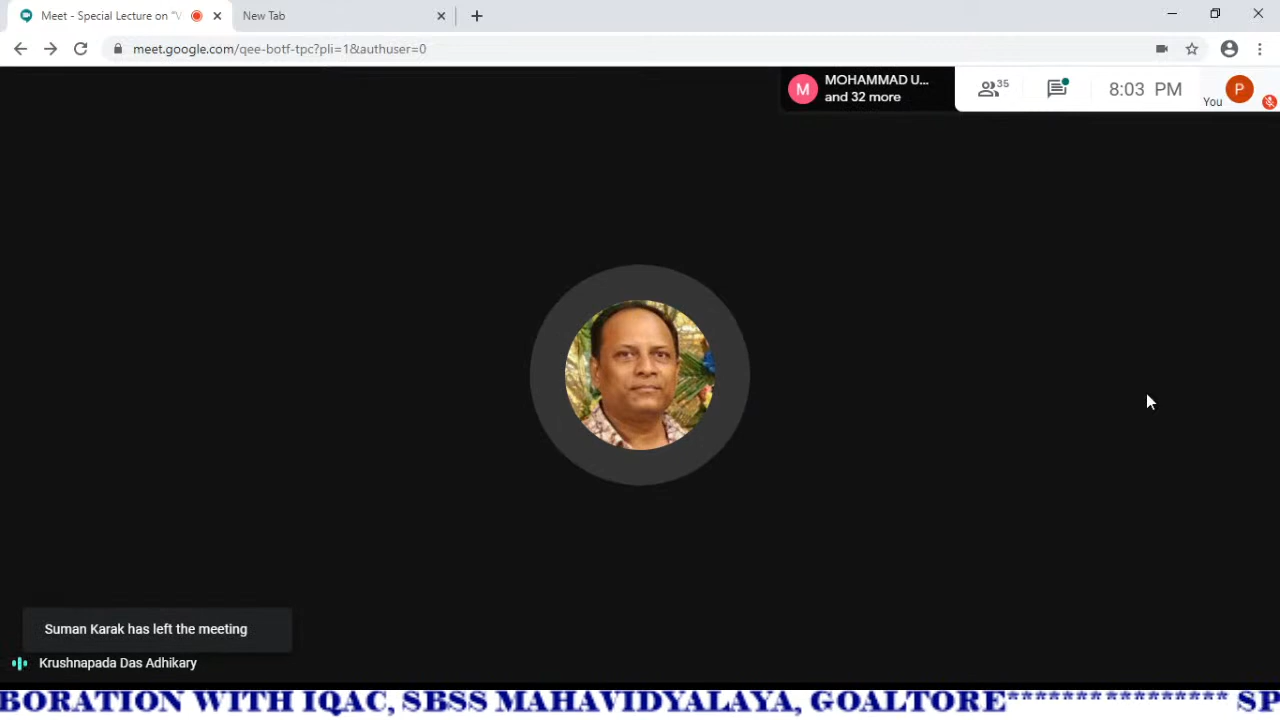 Meet - Special Lecture on "V
New Tab
meet.google.com/qee-botf-tpc?pli=1&authuser=0
M
MOHAMMAD U...
and 32 more
35
8:03 PM
You
P
Suman Karak has left the meeting
Krushnapada Das Adhikary
BORATION WITH IQAC, SBSS MAHAVIDYALAYA, GOALTORE***************** SP